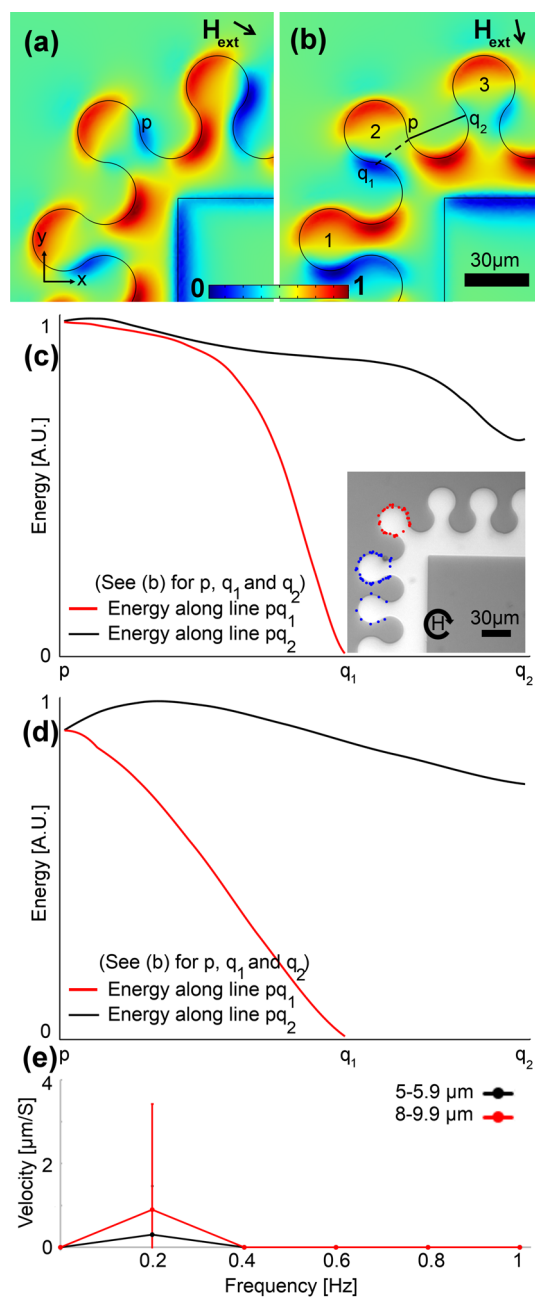 (a)
H_ext
p
y
x
(b)
H_ext
3
2
p
q_2
q_1
1
30µm
0
1
(c)
1
Energy [A.U.]
(See (b) for p, q_1 and q_2)
Energy along line pq_1
Energy along line pq_2
H
30µm
0
p
q_1
q_2
(d)
1
Energy [A.U.]
(See (b) for p, q_1 and q_2)
Energy along line pq_1
Energy along line pq_2
0
p
q_1
q_2
(e)
4
5-5.9 µm
8-9.9 µm
Velocity [µm/S]
2
0
0.2
0.4
0.6
0.8
1
Frequency [Hz]